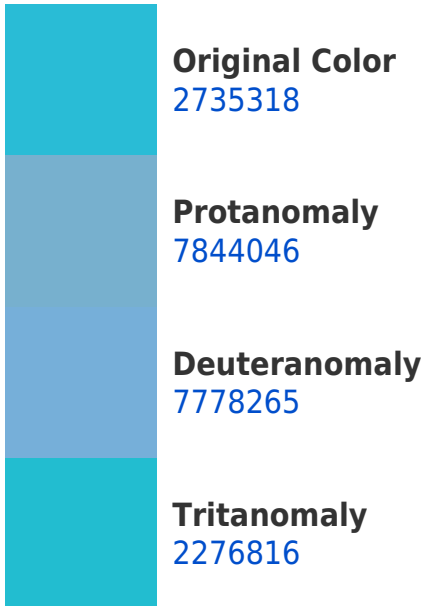 Original Color
2735318
Protanomaly
7844046
Deuteranomaly
7778265
Tritanomaly
2276816